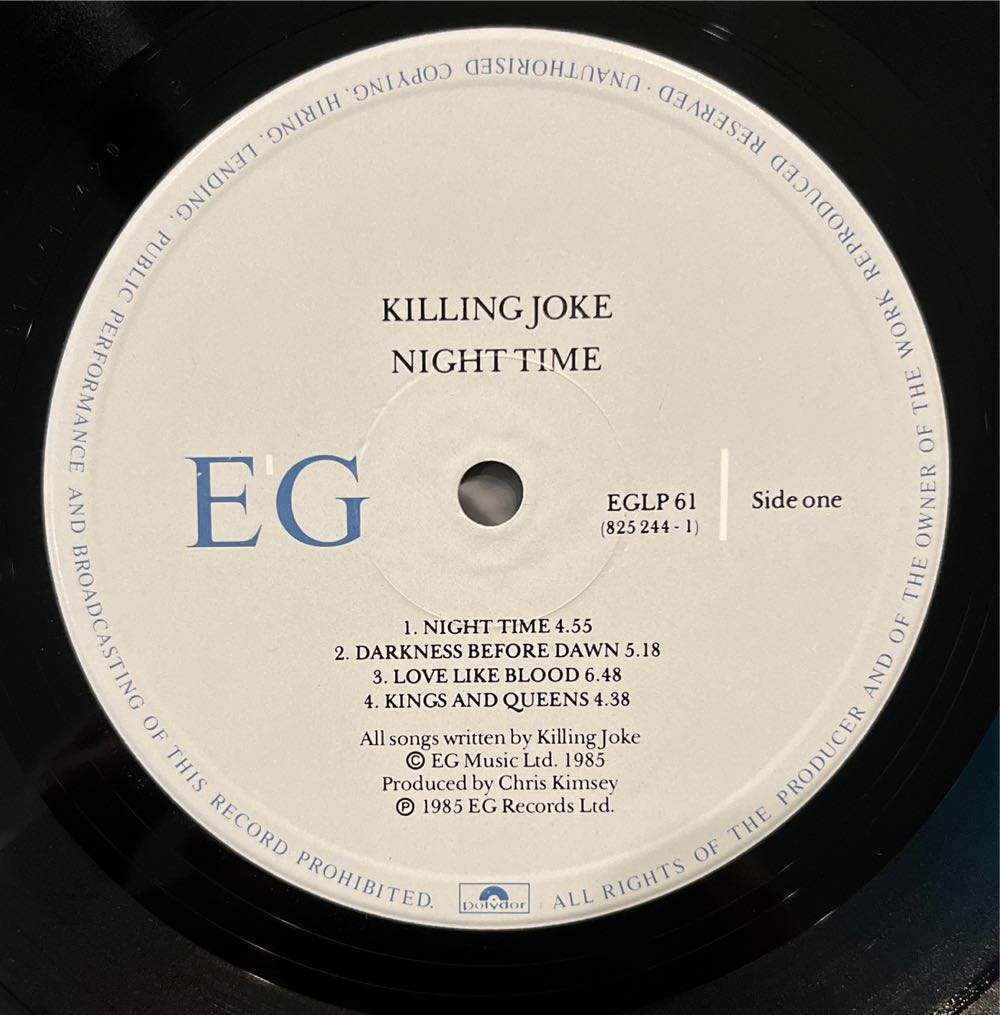 KILLING JOKE
NIGHT TIME
E'G
EGLP 61
(825 244 - 1)
Side one
1. NIGHT TIME 4.55
2. DARKNESS BEFORE DAWN 5.18
3. LOVE LIKE BLOOD 6.48
4. KINGS AND QUEENS 4.38
All songs written by Killing Joke
© EG Music Ltd. 1985
Produced by Chris Kimsey
℗ 1985 EG Records Ltd.
polydor
ALL RIGHTS OF THE PRODUCER AND OF THE OWNER OF THE WORK REPRODUCED RESERVED · UNAUTHORISED COPYING, HIRING, LENDING, PUBLIC PERFORMANCE AND BROADCASTING OF THIS RECORD PROHIBITED.